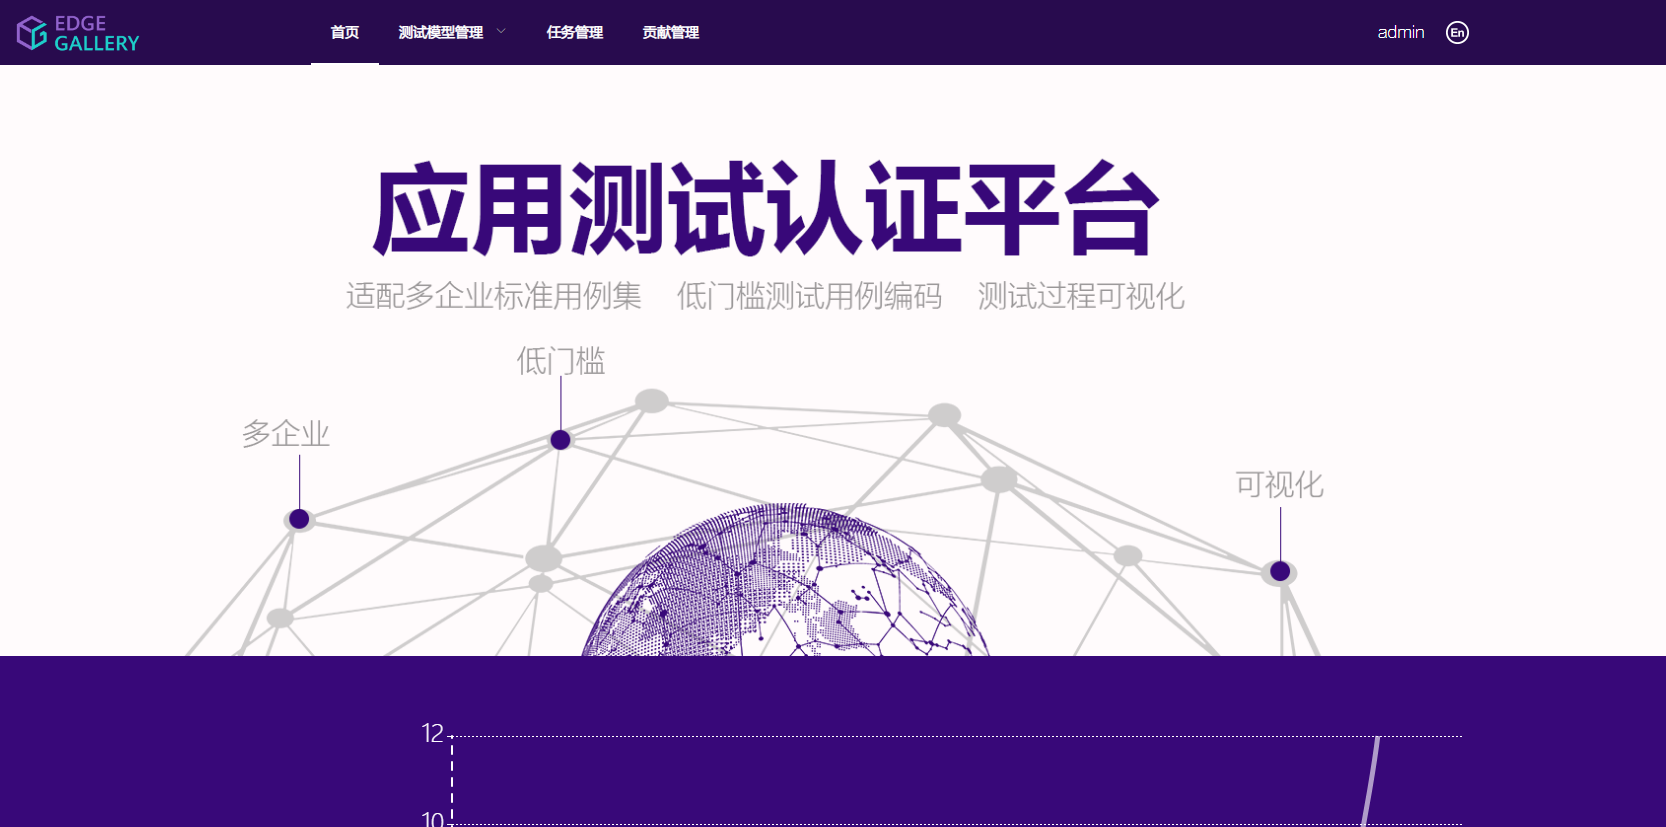 EDGE
GALLERY
首页 测试模型管理 任务管理 贡献管理 admin En
应用测试认证平台
适配多企业标准用例集 低门槛测试用例编码 测试过程可视化
低门槛
多企业
可视化
12
10